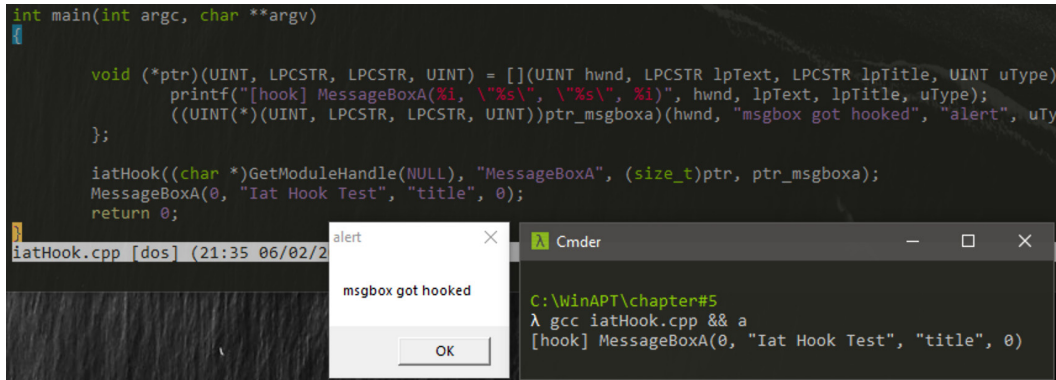 int main(int argc, char **argv)
{
void (*ptr)(UINT, LPCSTR, LPCSTR, UINT) = [](UINT hwnd, LPCSTR lpText, LPCSTR lpTitle, UINT uType)
printf("[hook] MessageBoxA(%i, \"%s\", \"%s\", %i)", hwnd, lpText, lpTitle, uType);
((UINT(*)(UINT, LPCSTR, LPCSTR, UINT))ptr_msgboxa)(hwnd, "msgbox got hooked", "alert", uTy
};
iatHook((char *)GetModuleHandle(NULL), "MessageBoxA", (size_t)ptr, ptr_msgboxa);
MessageBoxA(0, "Iat Hook Test", "title", 0);
return 0;
}
iatHook.cpp [dos] (21:35 06/02/2
alert
msgbox got hooked
OK
λ Cmder
C:\WinAPT\chapter#5
λ gcc iatHook.cpp && a
[hook] MessageBoxA(0, "Iat Hook Test", "title", 0)